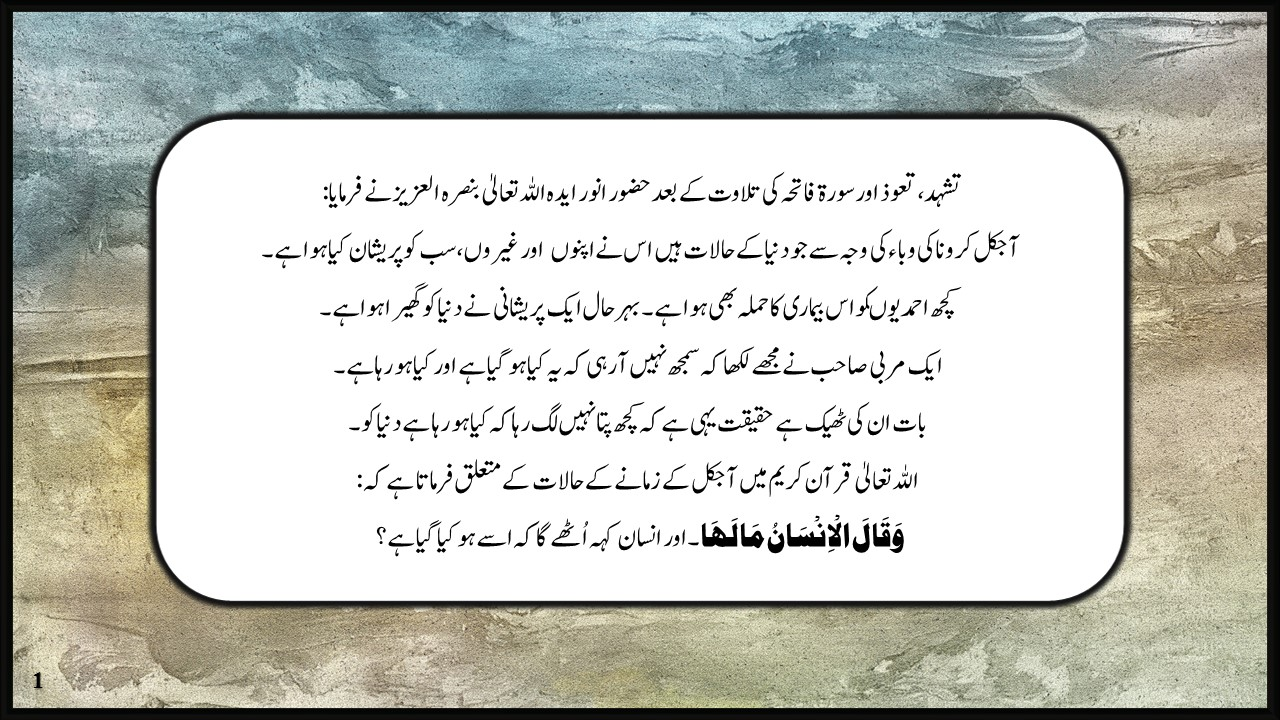 تشہد، تعوذ اور سورۃ فاتحہ کی تلاوت کے بعد حضور انور ایدہ اللہ تعالیٰ بنصرہ العزیز نے فرمایا:
آجکل کرونا کی وباء کی وجہ سے جو دنیا کے حالات ہیں اس نے اپنوں اور غیروں، سب کو پریشان کیا ہوا ہے۔
کچھ احمدیوں کو اس بیماری کا حملہ بھی ہوا ہے۔ بہرحال ایک پریشانی نے دنیا کو گھیرا ہوا ہے۔
ایک مربی صاحب نے مجھے لکھا کہ سمجھ نہیں آرہی کہ یہ کیا ہو گیا ہے اور کیا ہو رہا ہے۔
بات ان کی ٹھیک ہے حقیقت یہی ہے کہ کچھ پتا نہیں لگ رہا کہ کیا ہو رہا ہے دنیا کو۔
اللہ تعالیٰ قرآن کریم میں آجکل کے زمانے کے حالات کے متعلق فرماتا ہے کہ:
وَقَالَ الْاِنْسَانُ مَا لَهَا۔ اور انسان کہہ اُٹھے گا کہ اسے ہو کیا گیا ہے؟
1